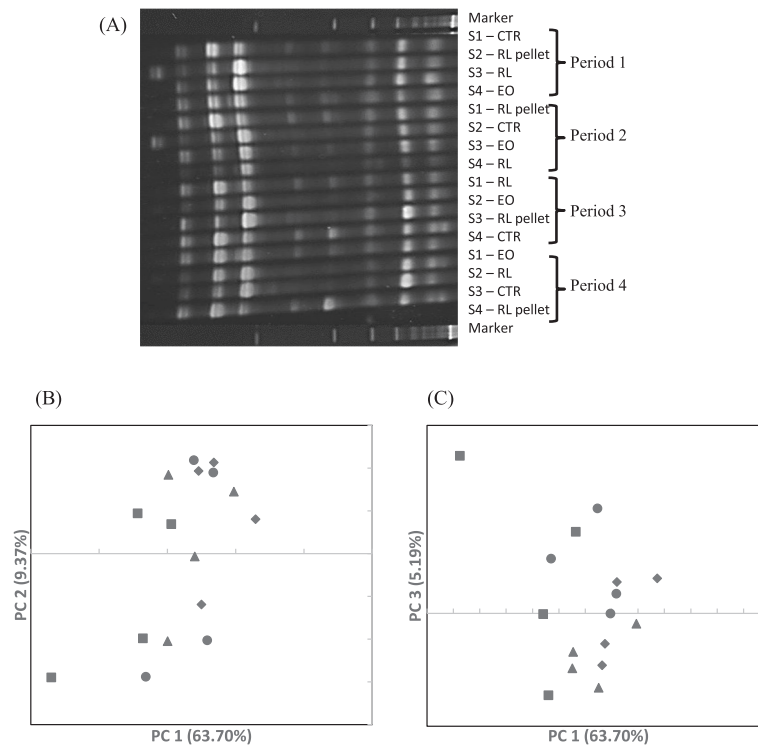 (A)
Marker
S1 – CTR
S2 – RL pellet
S3 – RL
S4 – EO
Period 1
S1 – RL pellet
S2 – CTR
S3 – EO
S4 – RL
Period 2
S1 – RL
S2 – EO
S3 – RL pellet
S4 – CTR
Period 3
S1 – EO
S2 – RL
S3 – CTR
S4 – RL pellet
Period 4
Marker
(B)
PC 2 (9.37%)
PC 1 (63.70%)
(C)
PC 3 (5.19%)
PC 1 (63.70%)